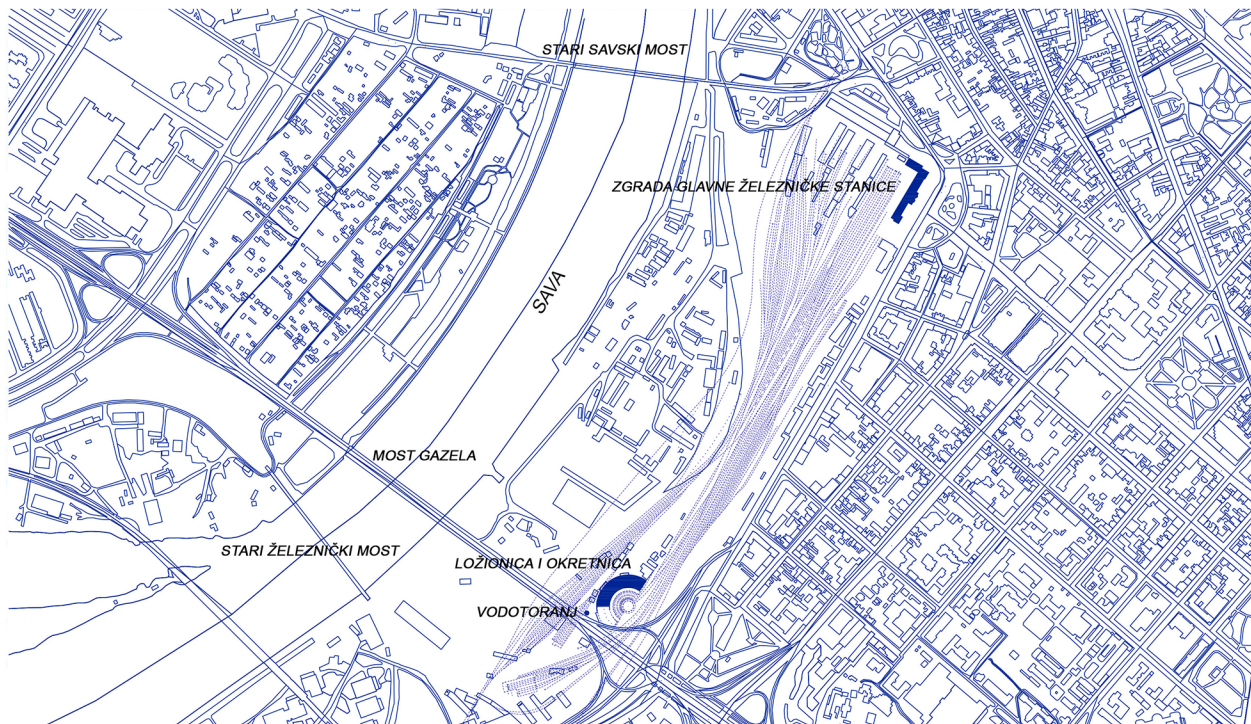 STARI SAVSKI MOST
ZGRADA GLAVNE ŽELEZNIČKE STANICE
SAVA
MOST GAZELA
STARI ŽELEZNIČKI MOST
LOŽIONICA I OKRETNICA
VODOTORANJ